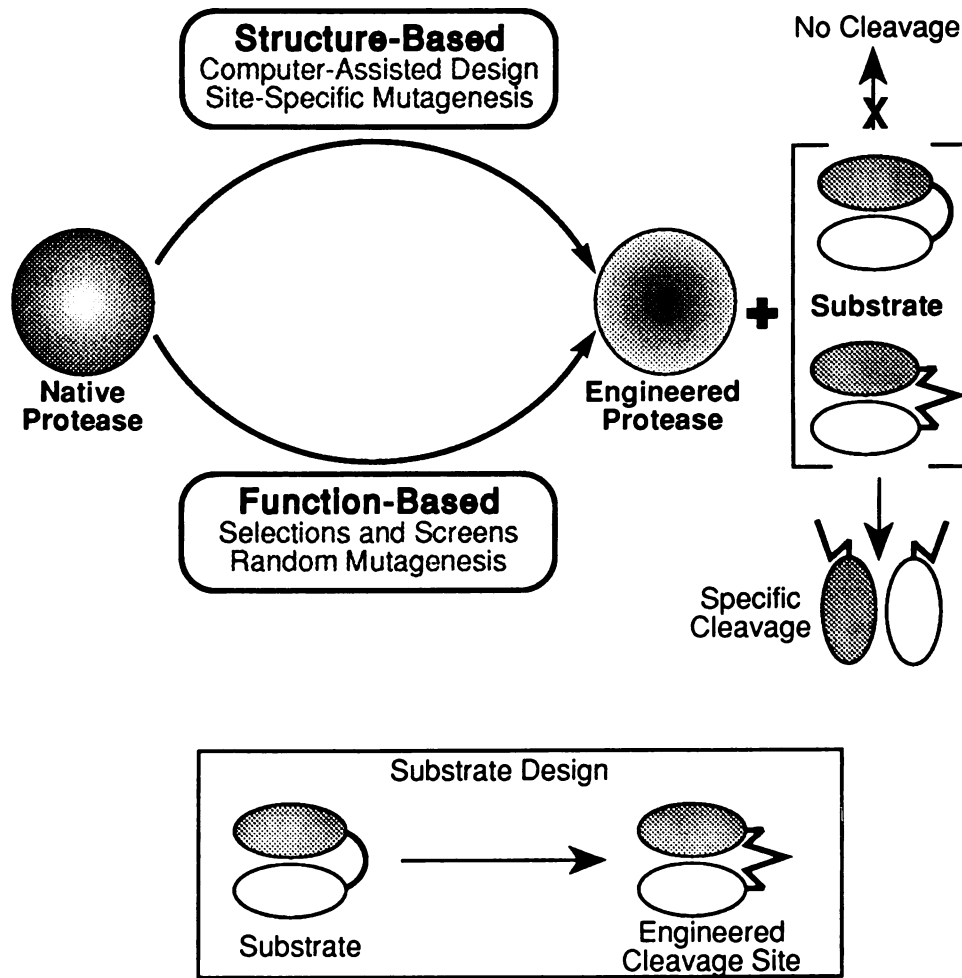 Structure-Based
Computer-Assisted Design
Site-Specific Mutagenesis
No Cleavage
X
Substrate
Native
Protease
Engineered
Protease
+
Function-Based
Selections and Screens
Random Mutagenesis
Specific
Cleavage
Substrate Design
Substrate
Engineered
Cleavage Site